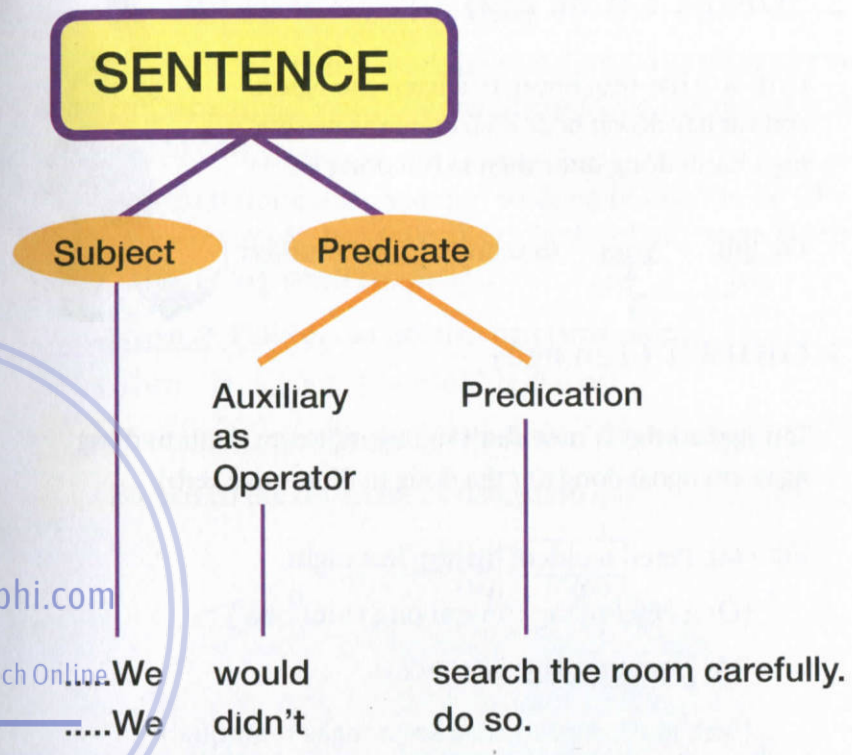 SENTENCE
Subject Predicate
Auxiliary
as
Operator
Predication
phi.com
ch Online
.....We would search the room carefully.
.....We didn't do so.